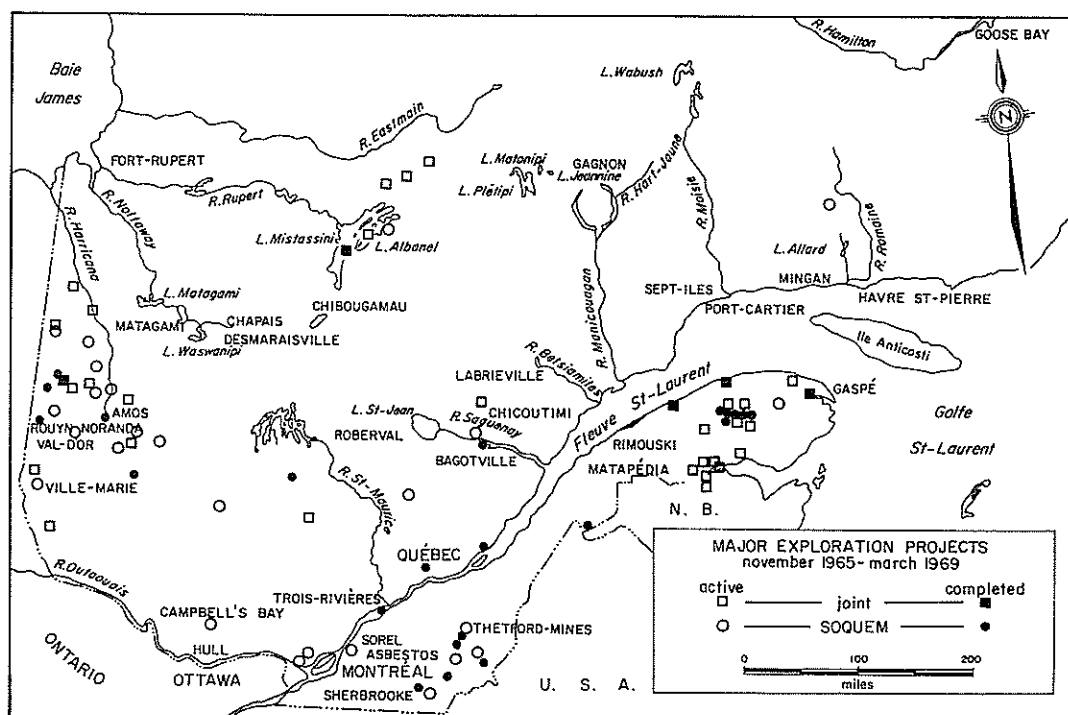 R. Hamilton
GOOSE BAY
Baie
James
L. Wabush
N
R. Eastmain
FORT-RUPERT
L. Matonipi
GAGNON
L. Jeannine
L. Plétipi
R. Hart-Jaune
R. Rupert
R. Nottaway
R. Harricana
R. Moisie
R. Romaine
L. Mistassini
L. Albanel
L. Allard
MINGAN
SEPT-ILES
HAVRE ST-PIERRE
L. Matagami
CHIBOUGAMAU
R. Manicouagan
PORT-CARTIER
MATAGAMI
CHAPAIS
DESMARAISVILLE
L. Waswanipi
Ile Anticosti
R. Betsiamites
LABRIEVILLE
Fleuve St-Laurent
GASPÉ
CHICOUTIMI
AMOS
L. St-Jean
R. Saguenay
Golfe
St-Laurent
ROUYN
NORANDA
VAL-DOR
ROBERVAL
BAGOTVILLE
RIMOUSKI
MATAPÉDIA
VILLE-MARIE
R. St-Maurice
N. B.
QUÉBEC
R. Outaouais
TROIS-RIVIÈRES
CAMPBELL'S BAY
THETFORD-MINES
SOREL
ASBESTOS
HULL
MONTRÉAL
ONTARIO
OTTAWA
SHERBROOKE
U. S. A.
MAJOR EXPLORATION PROJECTS
november 1965-march 1969
active completed
joint
SOQUEM
0 100 200
miles